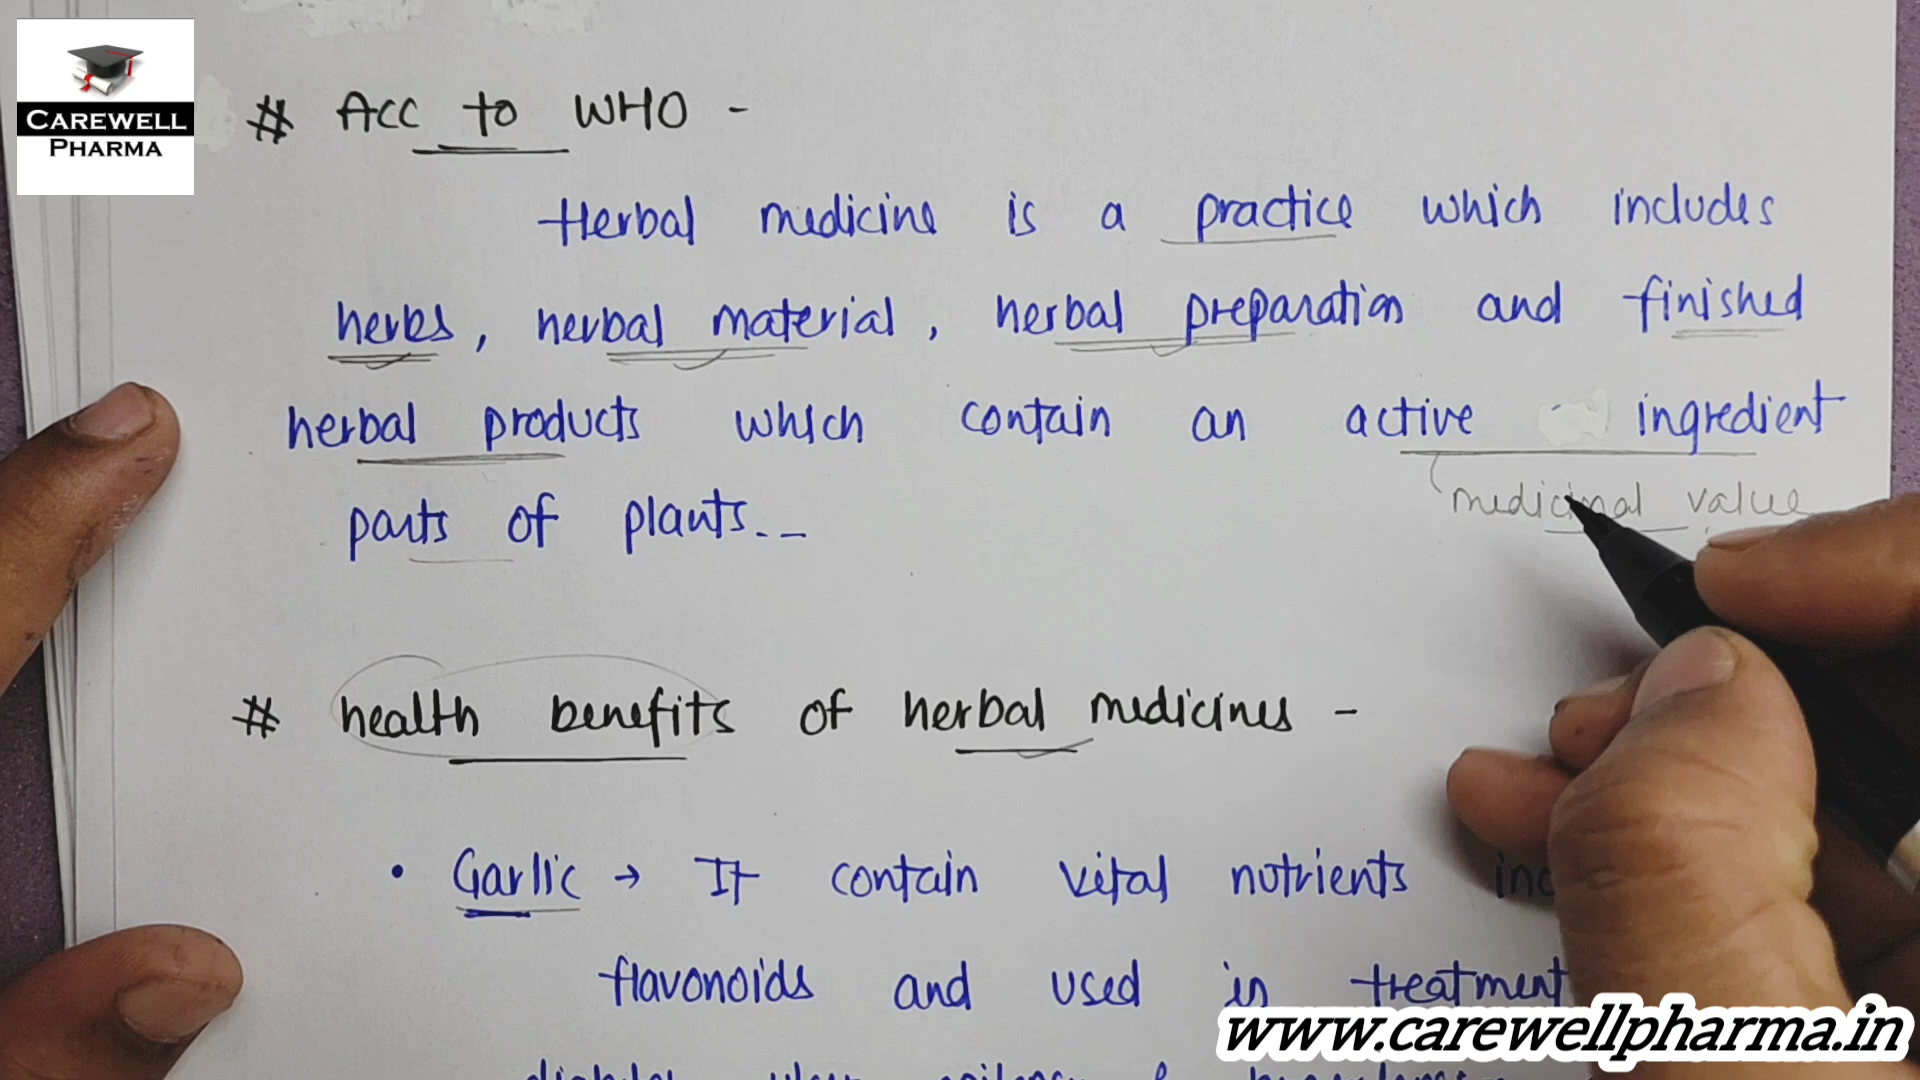 CAREWELL
PHARMA
# Acc to WHO -
Herbal medicine is a practice which includes
herbs, herbal material, herbal preparation and finished
herbal products which contain an active ingredient
medicinal value
parts of plants.-
# health benefits of herbal medicines -
• Garlic → It contain vital nutrients
flavonoids and used in treatment
www.carewellpharma.in